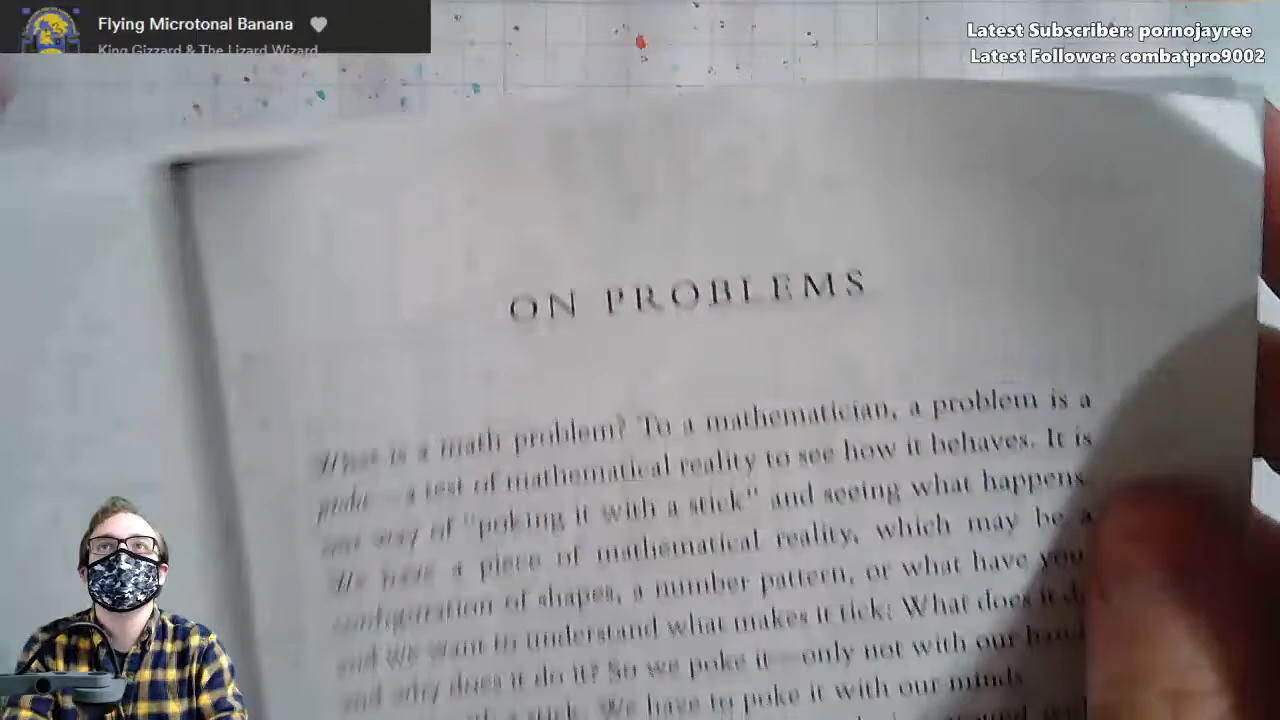 Flying Microtonal Banana
King Gizzard & The Lizard Wizard
Latest Subscriber: pornojayree
Latest Follower: combatpro9002
ON PROBLEMS
What is a math problem? To a mathematician, a problem is a
probe—a test of mathematical reality to see how it behaves. It is
our way of "poking it with a stick" and seeing what happens.
We have a piece of mathematical reality, which may be a
configuration of shapes, a number pattern, or what have you
and we want to understand what makes it tick: What does it
and why does it do it? So we poke it—only not with our
a stick. We have to poke it with our minds